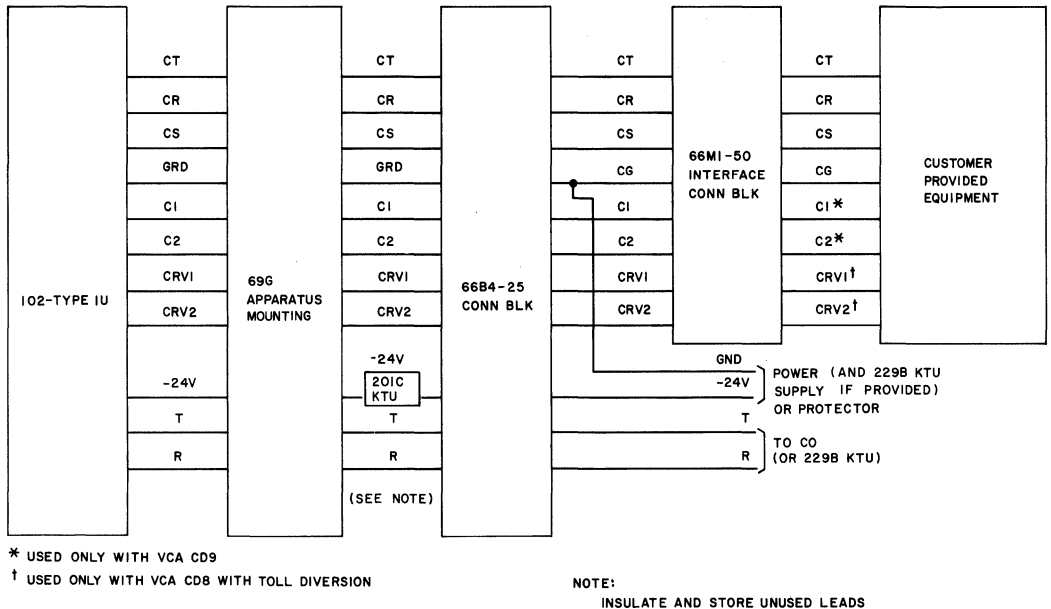 CT CT CT CT
CR CR CR CR
CS CS CS CS
GRD GRD CG CG
C1 C1 C1 C1*
C2 C2 C2 C2*
CRV1 CRV1 CRV1 CRV1†
CRV2 CRV2 CRV2 CRV2†
102-TYPE IU
69G
APPARATUS
MOUNTING
66B4-25
CONN BLK
66M1-50
INTERFACE
CONN BLK
CUSTOMER
PROVIDED
EQUIPMENT
-24V
-24V
201C
KTU
GND
-24V
POWER (AND 229B KTU
SUPPLY IF PROVIDED)
OR PROTECTOR
T T T
R R R
TO CO
(OR 229B KTU)
(SEE NOTE)
* USED ONLY WITH VCA CD9
† USED ONLY WITH VCA CD8 WITH TOLL DIVERSION
NOTE:
INSULATE AND STORE UNUSED LEADS